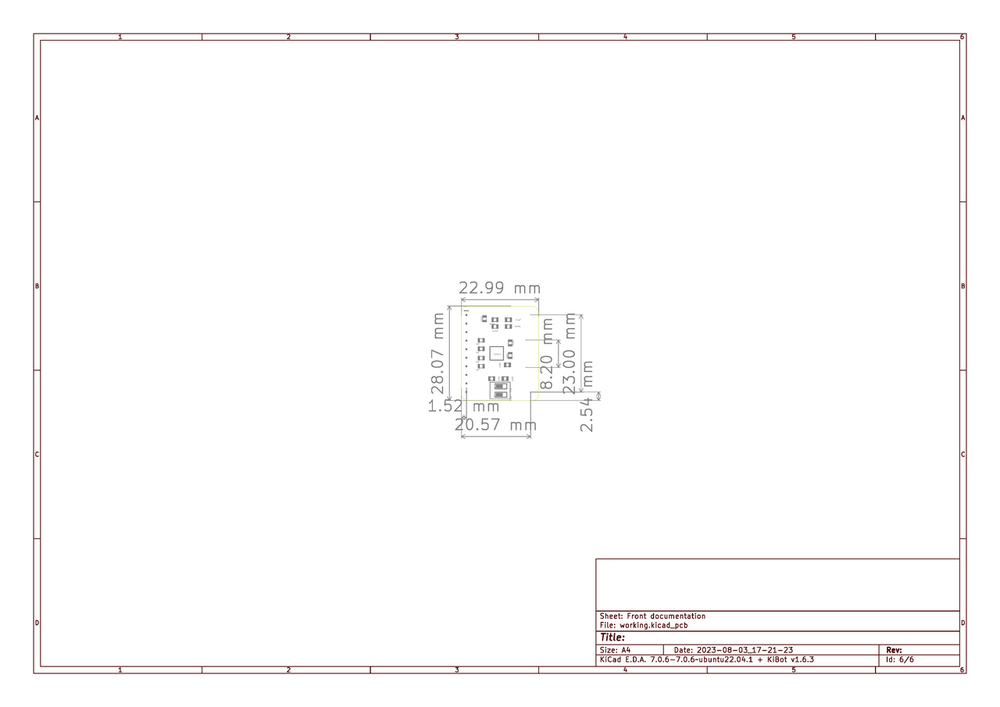 1 2 3 4 5 6
A A
22.99 mm
B B
28.07 mm
8.20 mm
23.00 mm
1.52 mm
2.54 mm
20.57 mm
C C
Sheet: Front documentation
File: working.kicad_pcb
D D
Title:
Size: A4 Date: 2023-08-03_17-21-23 Rev:
KiCad E.D.A. 7.0.6-7.0.6~ubuntu22.04.1 + KiBot v1.6.3 Id: 6/6
1 2 3 4 5 6